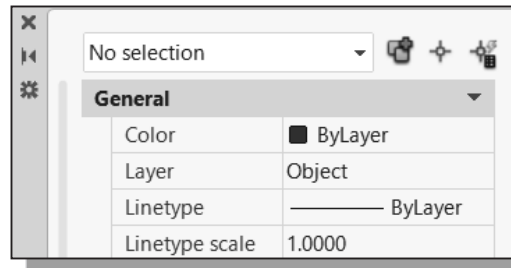 No selection
General
Color ByLayer
Layer Object
Linetype ByLayer
Linetype scale 1.0000